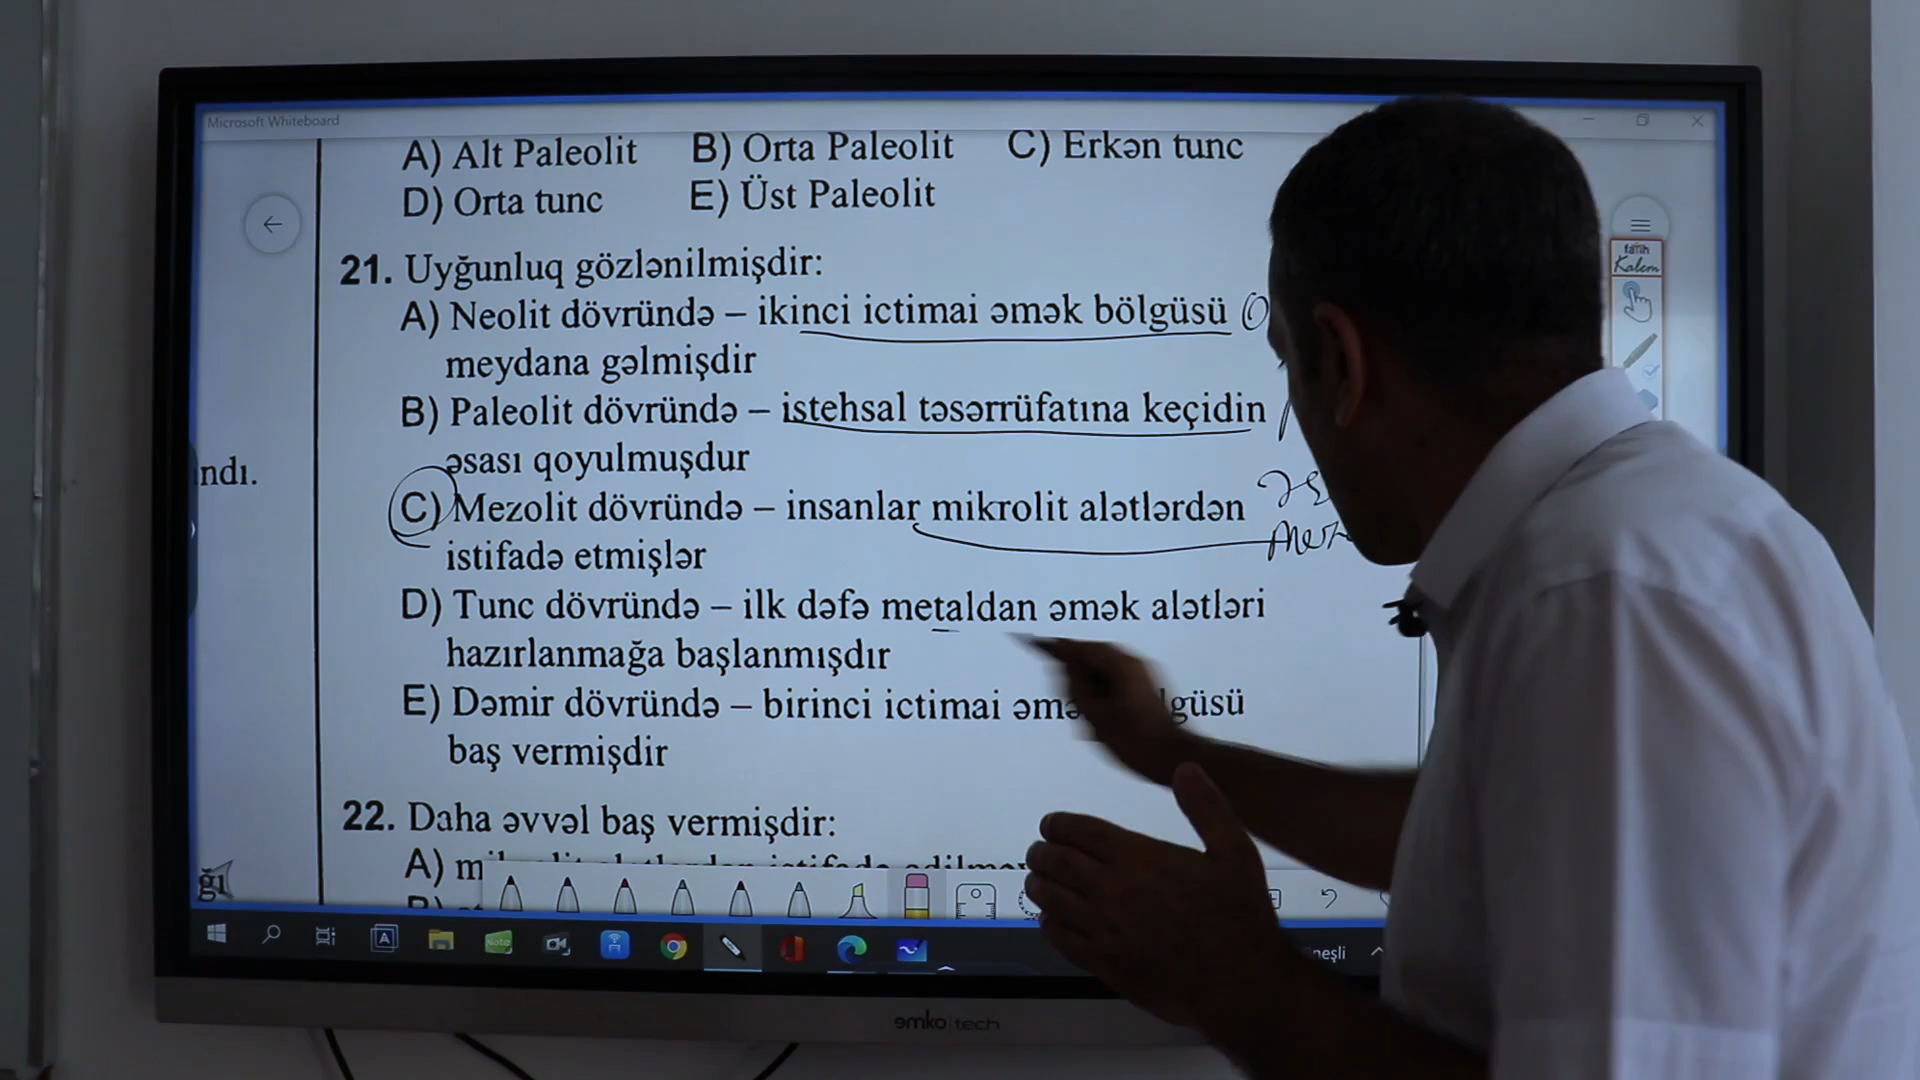 Microsoft Whiteboard
A) Alt Paleolit B) Orta Paleolit C) Erkən tunc
D) Orta tunc E) Üst Paleolit
21. Uyğunluq gözlənilmişdir:
A) Neolit dövründə – ikinci ictimai əmək bölgüsü
meydana gəlmişdir
B) Paleolit dövründə – istehsal təsərrüfatına keçidin
əsası qoyulmuşdur
ndı.
C) Mezolit dövründə – insanlar mikrolit alətlərdən
istifadə etmişlər
D) Tunc dövründə – ilk dəfə metaldan əmək alətləri
hazırlanmağa başlanmışdır
E) Dəmir dövründə – birinci ictimai
baş vermişdir
22. Daha əvvəl baş vermişdir:
A)
ğı
fatih
Kalem
emko tech